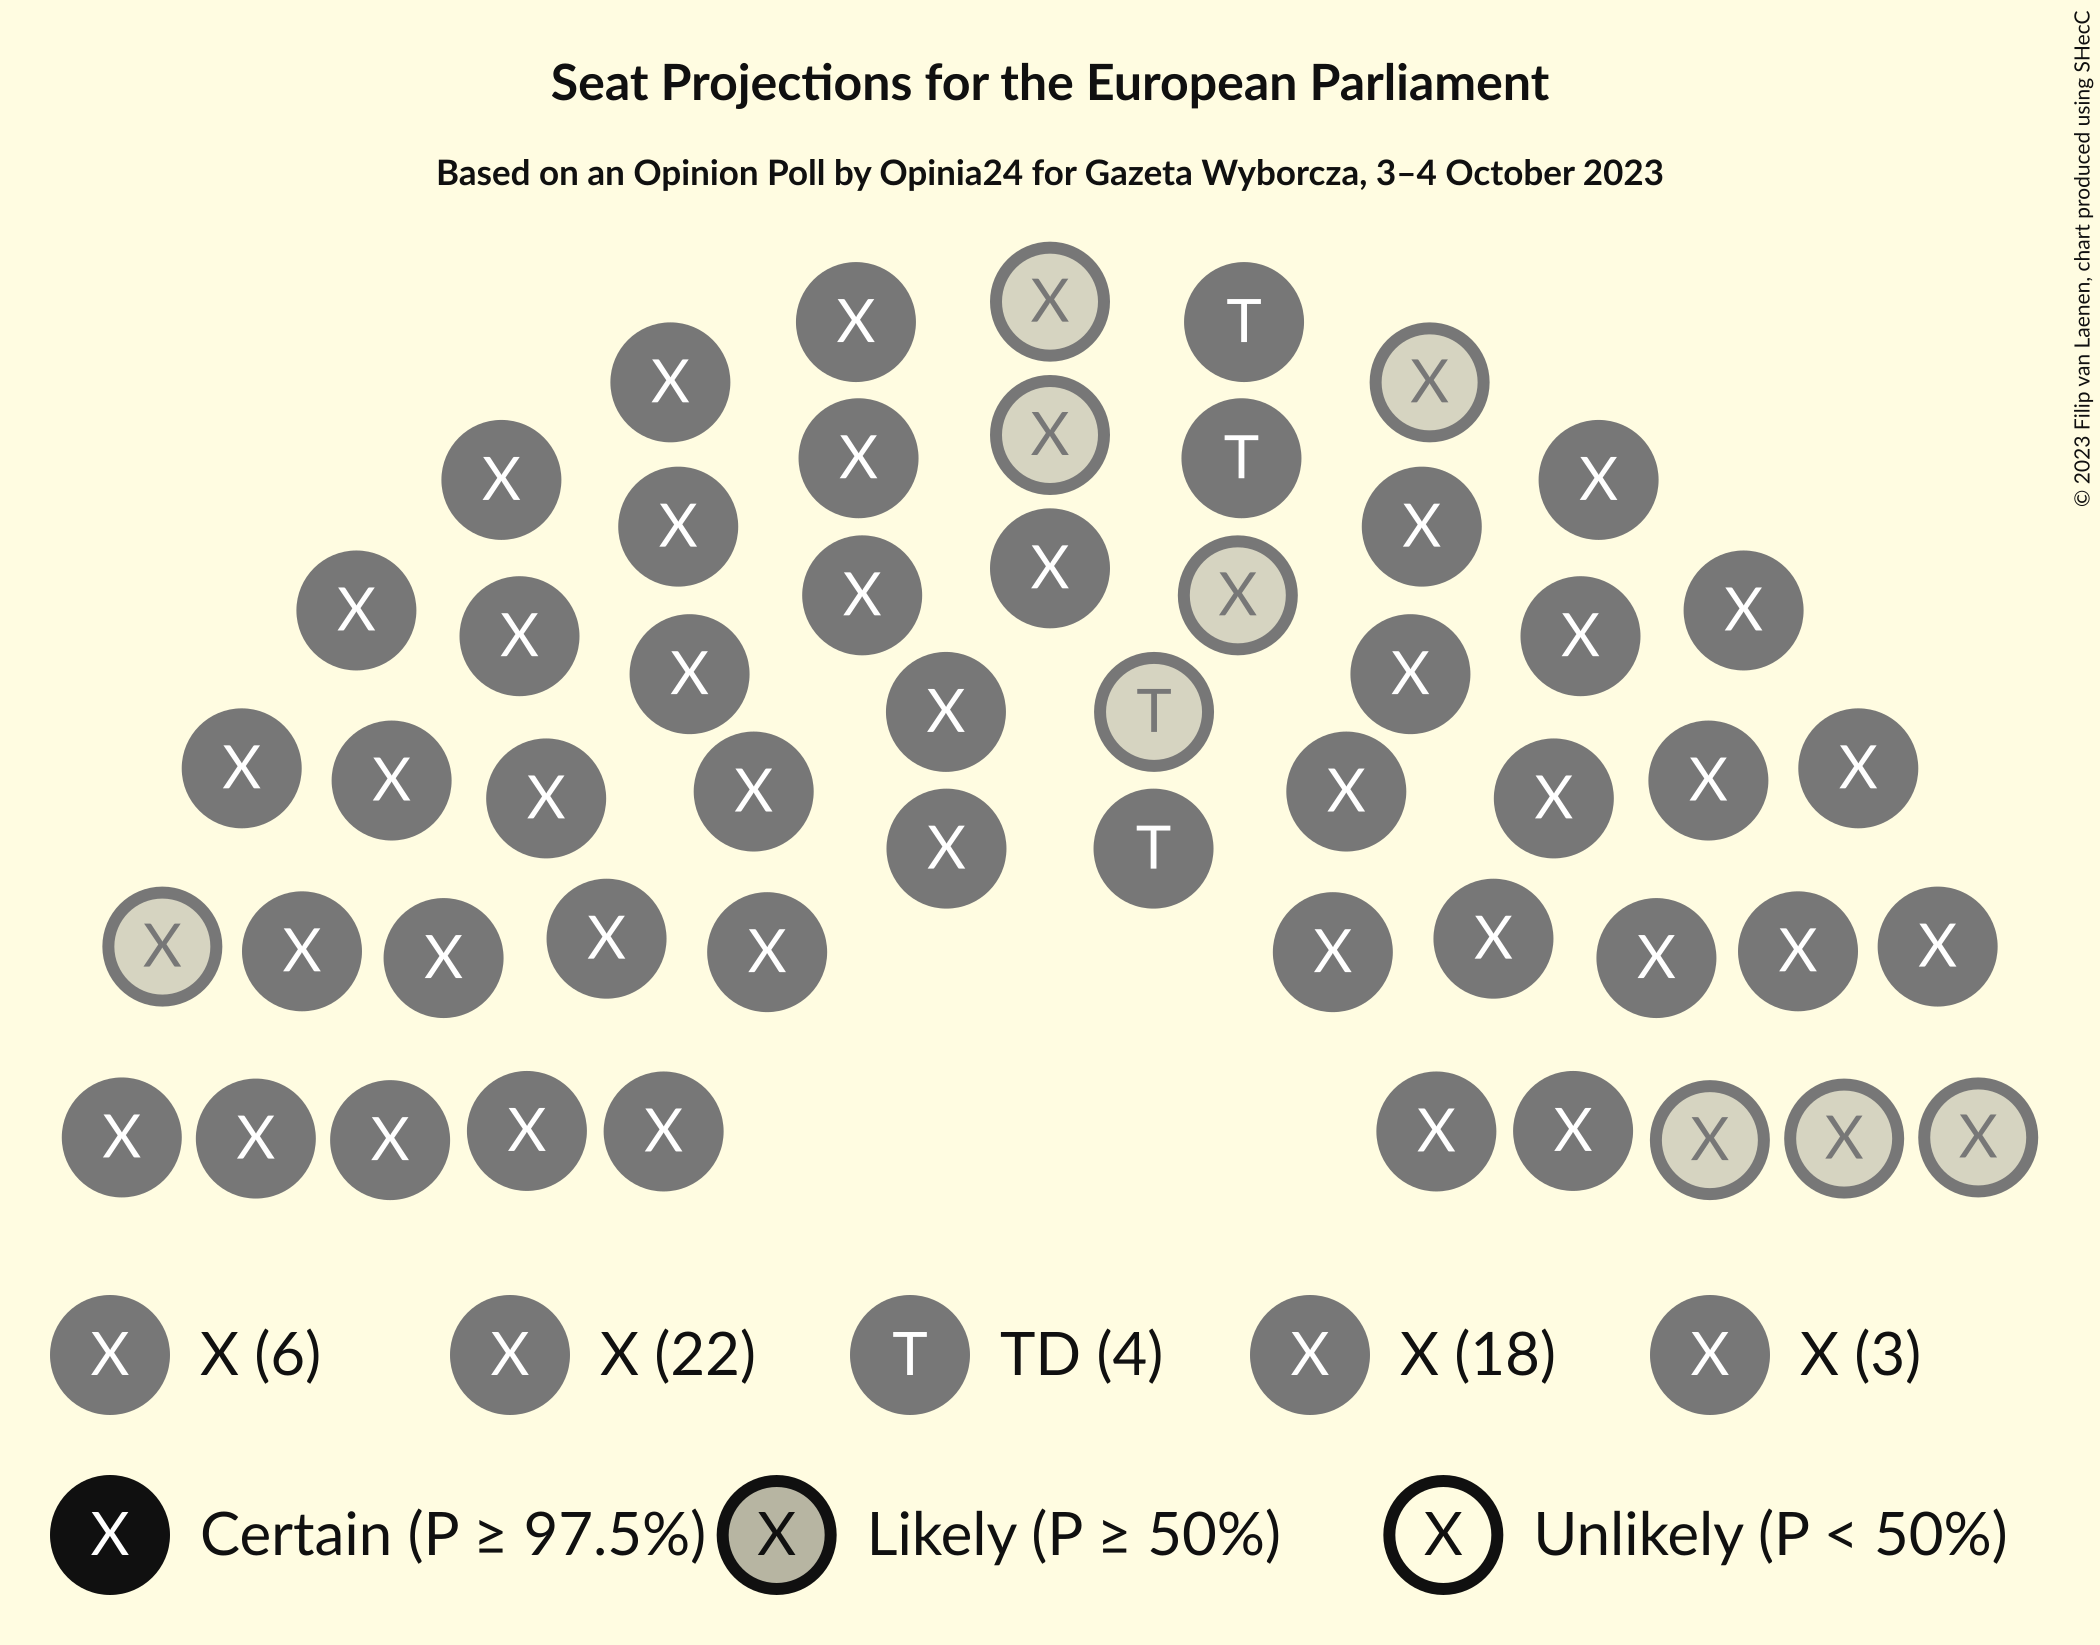 Seat Projections for the European Parliament
Based on an Opinion Poll by Opinia24 for Gazeta Wyborcza, 3–4 October 2023
© 2023 Filip van Laenen, chart produced using SHecC
X
X X T
X X X
X T
X X X X
X X X
X X X X
X X
X X X T
X X X X
X X X X
X T
X X X X X X
X X X X
X X X X X X
X X X X X X X X X X
X X (6) X X (22) T TD (4) X X (18) X X (3)
X Certain (P ≥ 97.5%) X Likely (P ≥ 50%) X Unlikely (P < 50%)